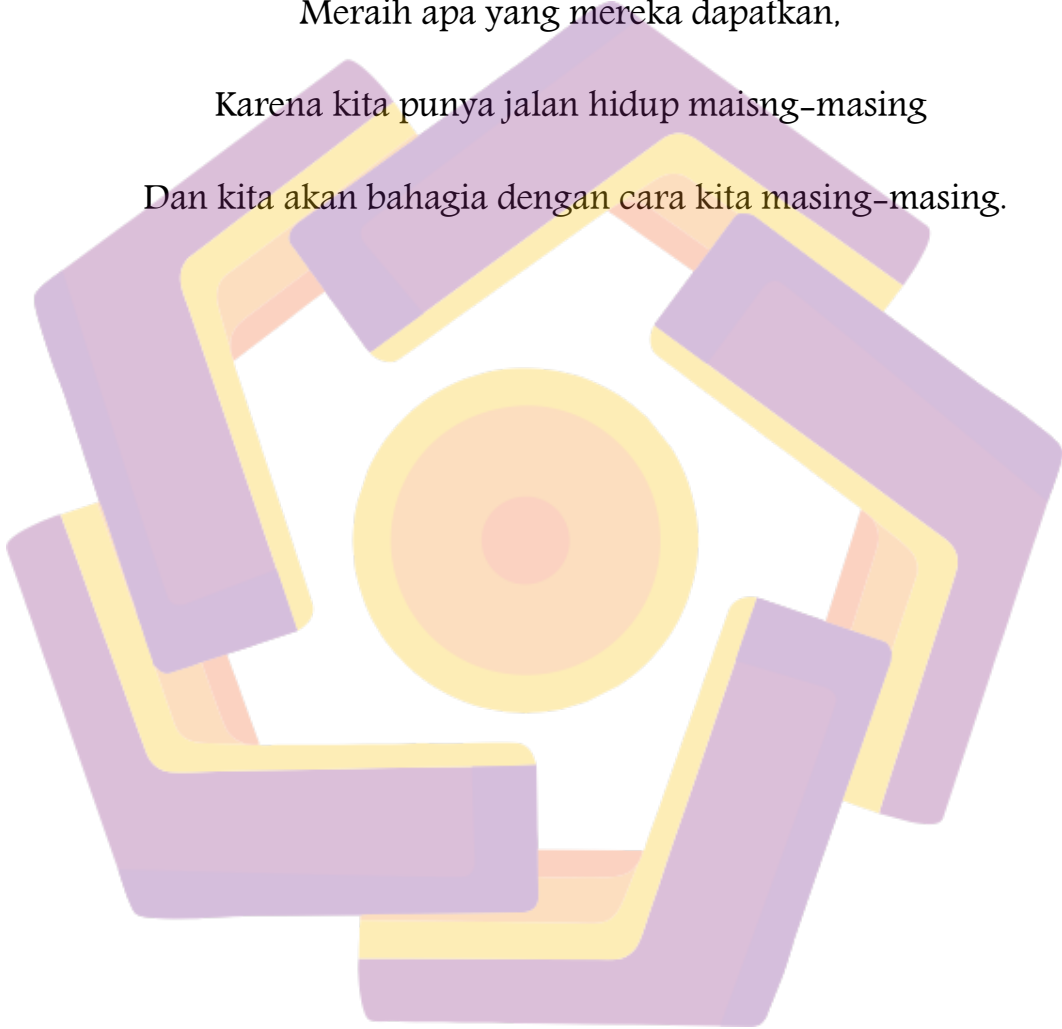 Meraih apa yang mereka dapatkan,
Karena kita punya jalan hidup maisng-masing
Dan kita akan bahagia dengan cara kita masing-masing.